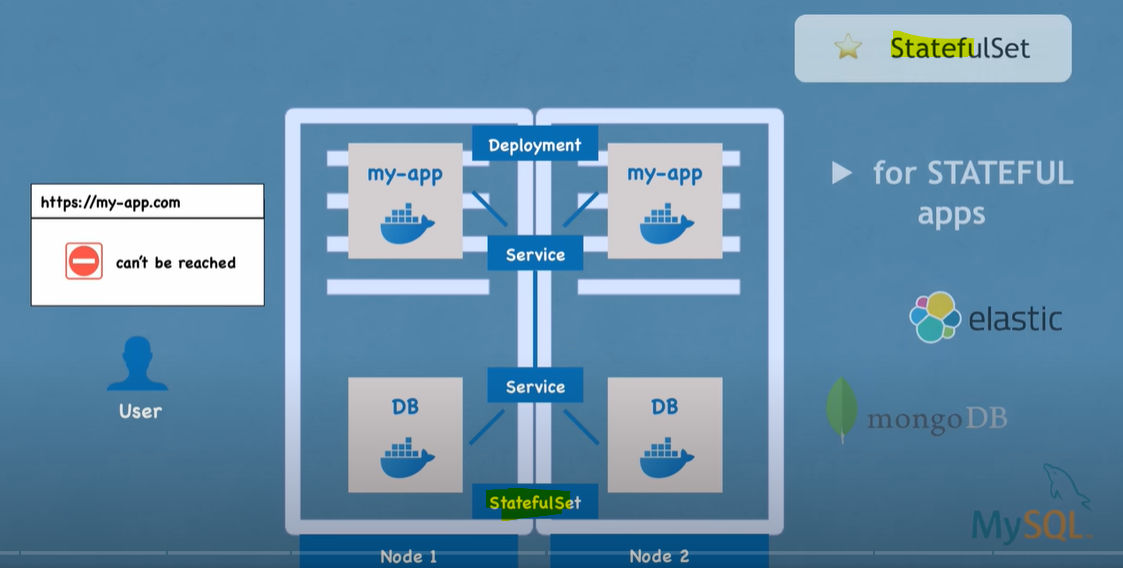 StatefulSet
for STATEFUL
apps
Deployment
my-app
my-app
https://my-app.com
can't be reached
Service
elastic
Service
User
DB
DB
mongoDB
StatefulSet
MySQL
Node 1
Node 2